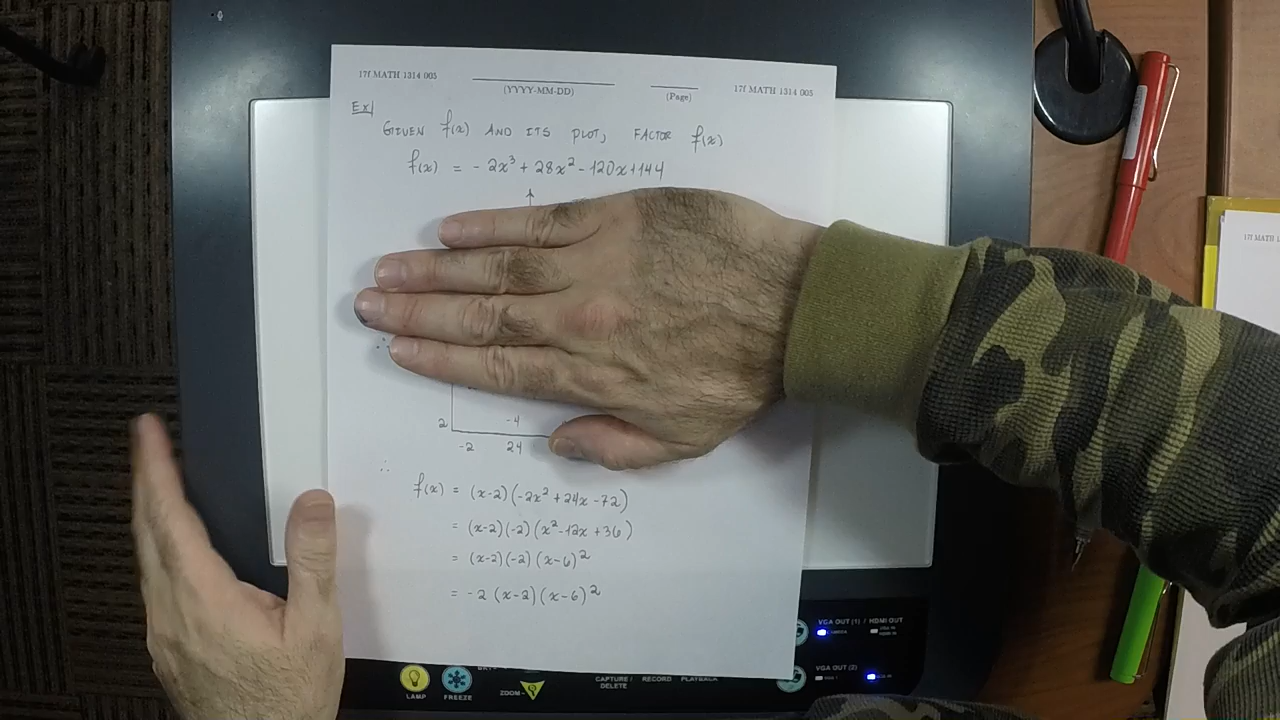 17f MATH 1314 005 (YYYY-MM-DD) (Page) 17f MATH 1314 005
Ex|
GIVEN f(x) AND ITS PLOT, FACTOR f(x)
f(x) = -2x³ + 28x² - 120x + 144
∴
2 -4
-2 24
∴
f(x) = (x-2)(-2x² + 24x - 72)
= (x-2)(-2)(x² - 12x + 36)
= (x-2)(-2)(x-6)²
= -2 (x-2)(x-6)²
VGA OUT (1) / HDMI OUT
VGA OUT (2)
LAMP FREEZE ZOOM CAPTURE / DELETE RECORD PLAYBACK